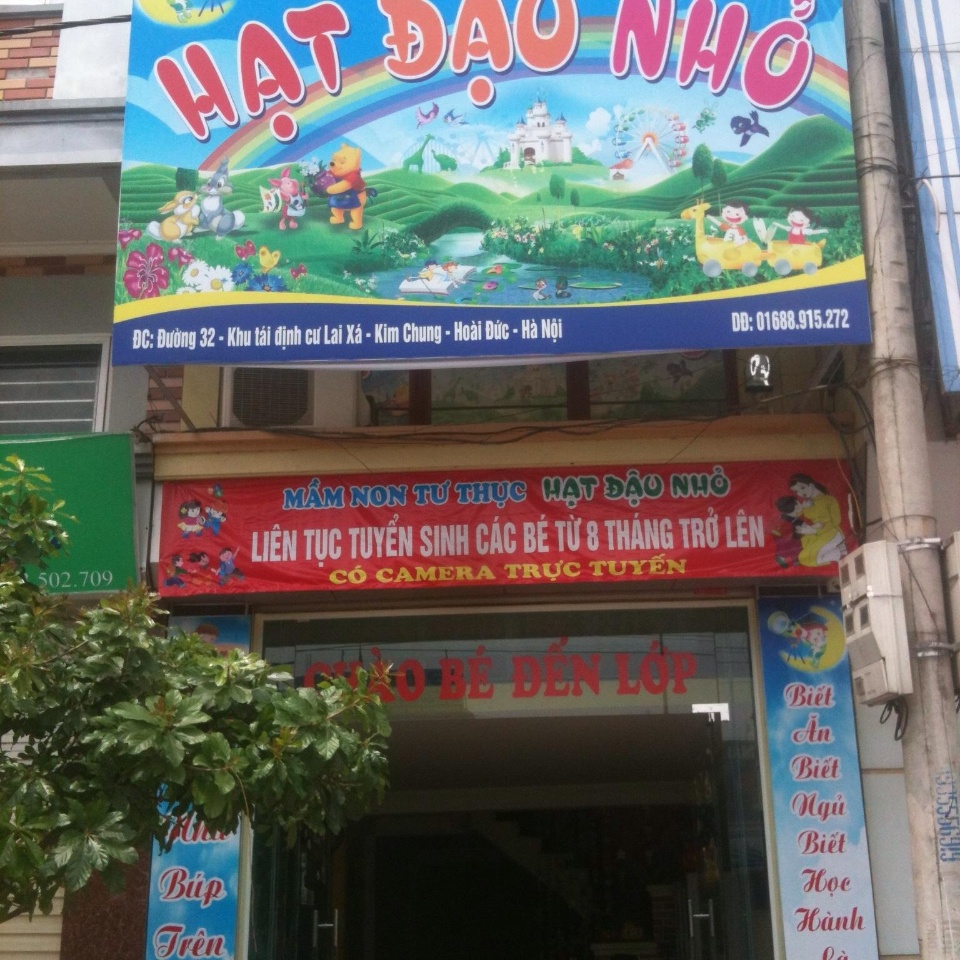 HẠT ĐẬU NHỎ
ĐC: Đường 32 - Khu tái định cư Lai Xá - Kim Chung - Hoài Đức - Hà Nội
DĐ: 01688.915.272
MẦM NON TƯ THỤC HẠT ĐẬU NHỎ
LIÊN TỤC TUYỂN SINH CÁC BÉ TỪ 8 THÁNG TRỞ LÊN
CÓ CAMERA TRỰC TUYẾN
502.709
CHÀO BÉ ĐẾN LỚP
Như
Búp
Trên
Biết
Ăn
Biết
Ngủ
Biết
Học
Hành
Là